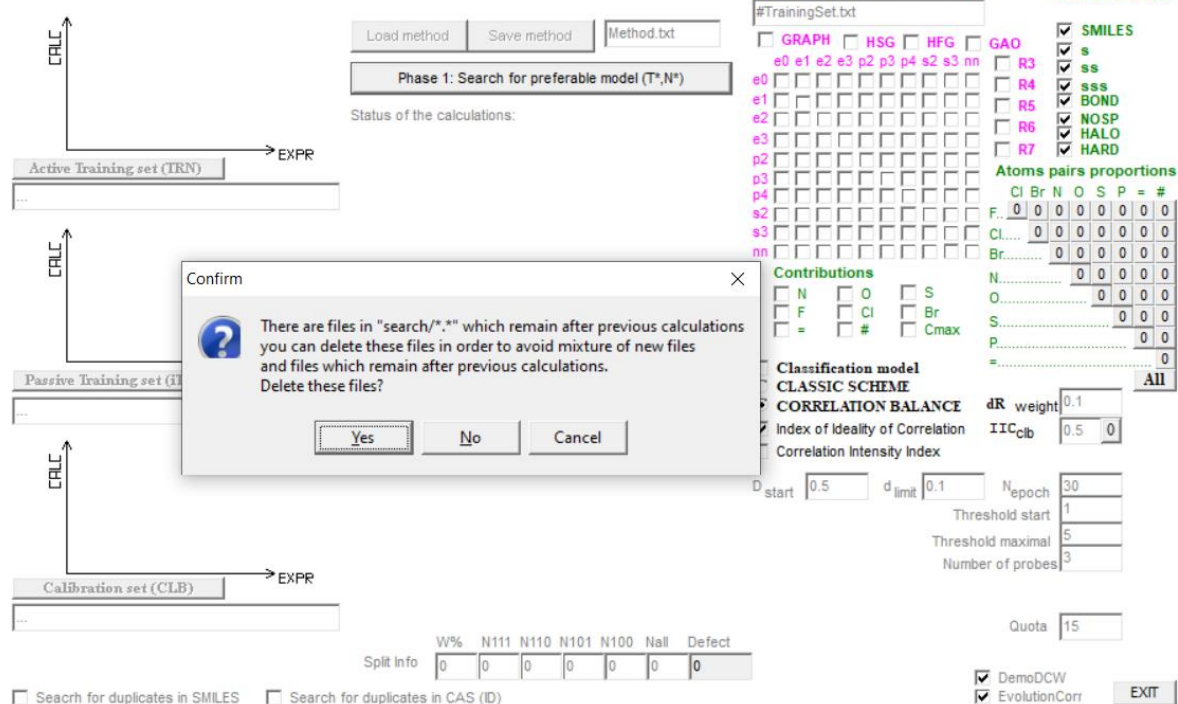 #TrainingSet.txt
CALC
EXPR
Active Training set (TRN)
...
Load method Save method Method.txt
Phase 1: Search for preferable model (T*,N*)
Status of the calculations:
GRAPH HSG HFG GAO
e0 e1 e2 e3 p2 p3 p4 s2 s3 nn
e0
e1
e2
e3
p2
p3
p4
s2
s3
nn
R3
R4
R5
R6
R7
SMILES
s
ss
sss
BOND
NOSP
HALO
HARD
Atoms pairs proportions
Cl Br N O S P = #
F.. 0 0 0 0 0 0 0 0
Cl..... 0 0 0 0 0 0 0
Br.......... 0 0 0 0 0 0
N................ 0 0 0 0 0
O...................... 0 0 0 0
S............................ 0 0 0
P.................................. 0 0
=........................................ 0
All
CALC
Passive Training set
...
Confirm
There are files in "search/*.*" which remain after previous calculations
you can delete these files in order to avoid mixture of new files
and files which remain after previous calculations.
Delete these files?
Yes No Cancel
Contributions
N O S
F Cl Br
= # Cmax
Classification model
CLASSIC SCHEME
CORRELATION BALANCE
Index of Ideality of Correlation
Correlation Intensity Index
dR weight 0.1
IICclb 0.5 0
D start 0.5 d limit 0.1 Nepoch 30
Threshold start 1
Threshold maximal 5
Number of probes 3
CALC
EXPR
Calibration set (CLB)
...
Quota 15
W% N111 N110 N101 N100 Nall Defect
Split Info 0 0 0 0 0 0 0
Seacrh for duplicates in SMILES Search for duplicates in CAS (ID)
DemoDCW
EvolutionCorr
EXIT